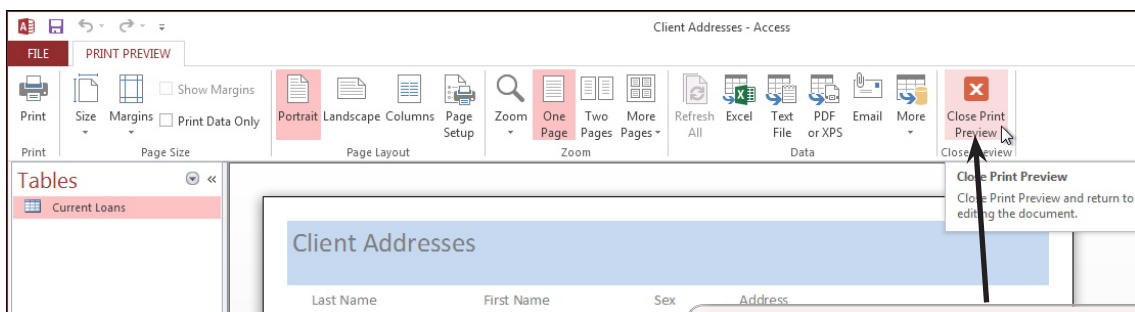 Client Addresses - Access
FILE PRINT PREVIEW
Show Margins
Print Data Only
Print Size Margins Portrait Landscape Columns Page Setup Zoom One Page Two Pages More Pages Refresh All Excel Text File PDF or XPS Email More Close Print Preview
Print Page Size Page Layout Zoom Data Close Preview
Tables
Current Loans
Close Print Preview
Close Print Preview and return to
editing the document.
Client Addresses
Last Name First Name Sex Address